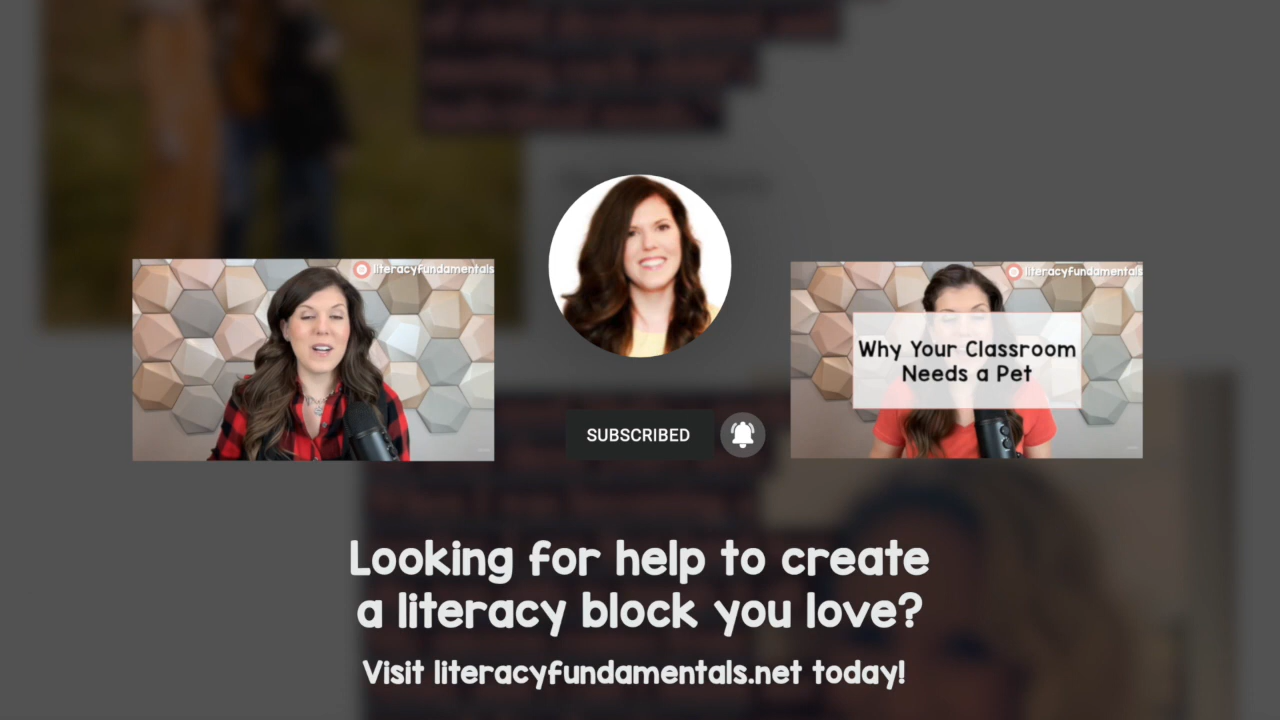 literacyfundamentals
literacyfundamentals
Why Your Classroom
Needs a Pet
SUBSCRIBED
Looking for help to create
a literacy block you love?
Visit literacyfundamentals.net today!